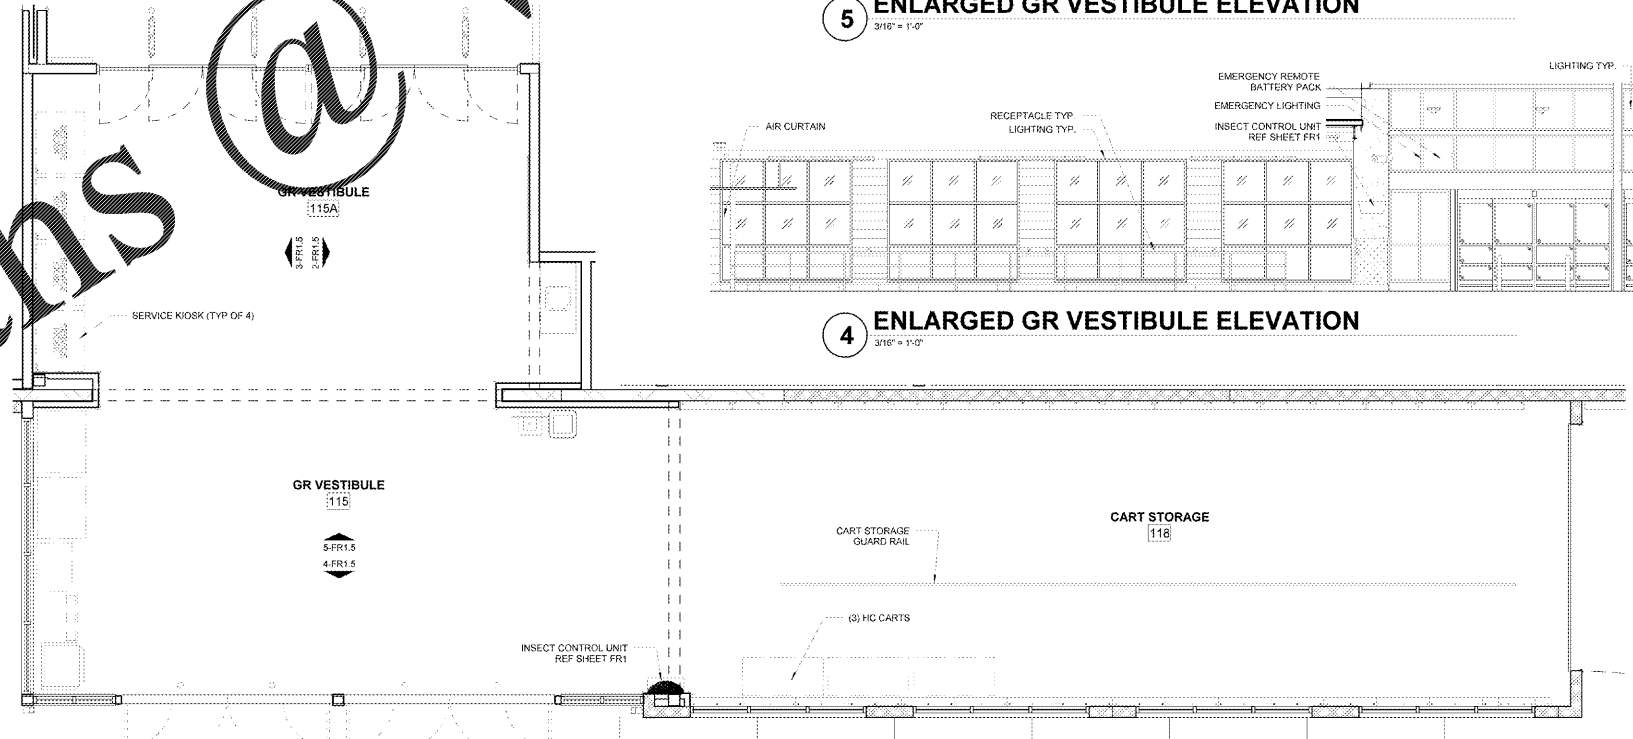 5 ENLARGED GR VESTIBULE ELEVATION
3/16" = 1'-0"
LIGHTING TYP.
EMERGENCY REMOTE
BATTERY PACK
EMERGENCY LIGHTING
INSECT CONTROL UNIT
REF SHEET FR1
RECEPTACLE TYP.
LIGHTING TYP.
AIR CURTAIN
4 ENLARGED GR VESTIBULE ELEVATION
3/16" = 1'-0"
@
ns
GR VESTIBULE
115A
3-FR1.5
2-FR1.5
SERVICE KIOSK (TYP OF 4)
GR VESTIBULE
115
5-FR1.5
4-FR1.5
INSECT CONTROL UNIT
REF SHEET FR1
CART STORAGE
118
CART STORAGE
GUARD RAIL
(3) HC CARTS